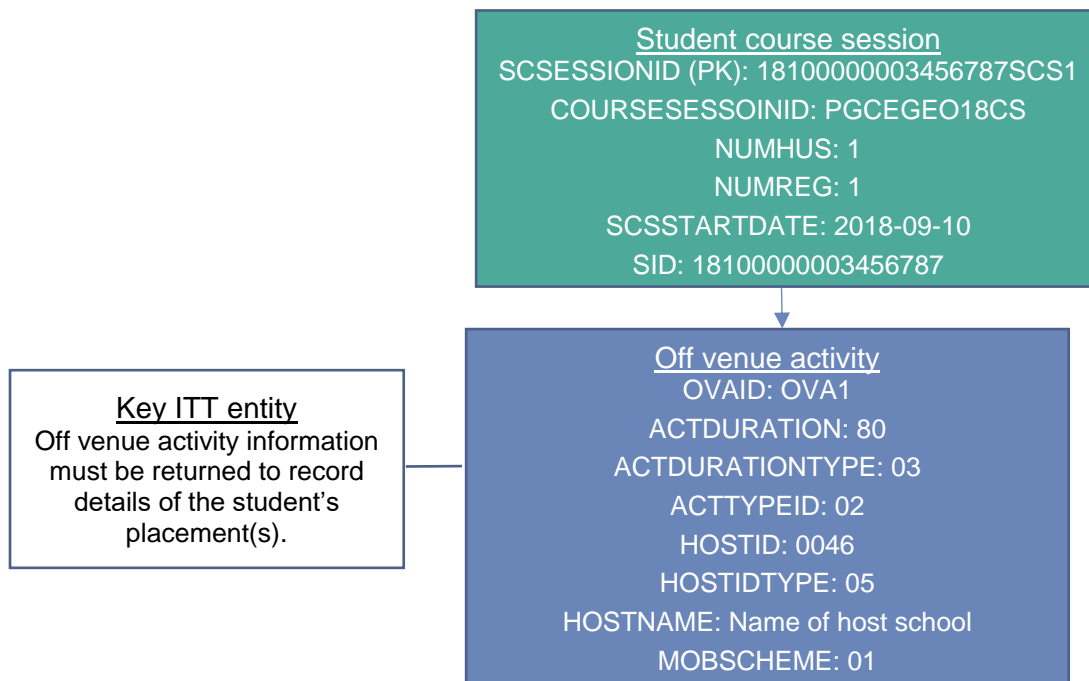 Student course session
SCSESSIONID (PK): 18100000003456787SCS1
COURSESESSOINID: PGCEGEO18CS
NUMHUS: 1
NUMREG: 1
SCSSTARTDATE: 2018-09-10
SID: 18100000003456787
Off venue activity
OVAID: OVA1
ACTDURATION: 80
ACTDURATIONTYPE: 03
ACTTYPEID: 02
HOSTID: 0046
HOSTIDTYPE: 05
HOSTNAME: Name of host school
MOBSCHEME: 01
Key ITT entity
Off venue activity information
must be returned to record
details of the student’s
placement(s).